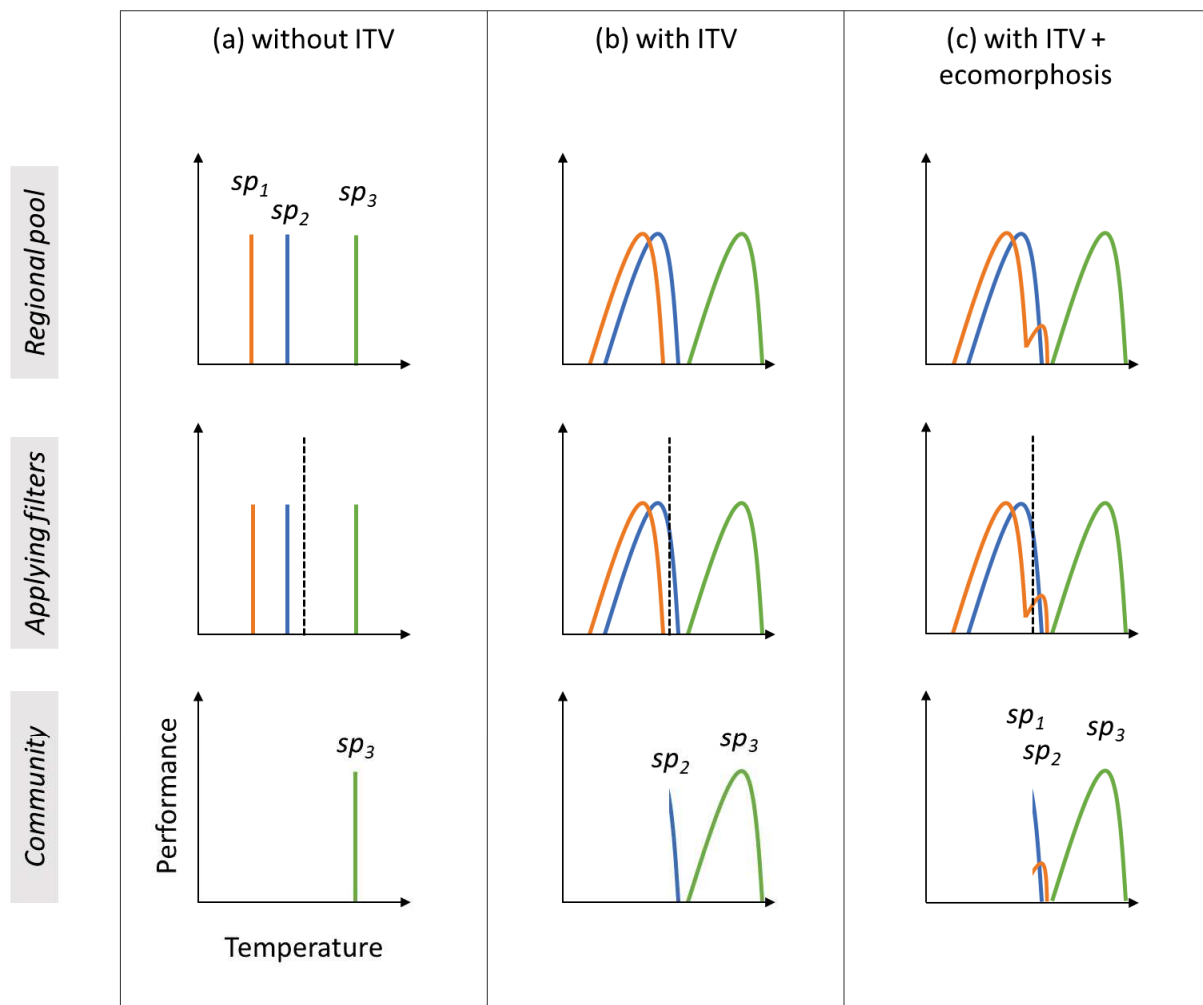 (a) without ITV
(b) with ITV
(c) with ITV +
ecomorphosis
Regional pool
sp1
sp2
sp3
Applying filters
Community
Performance
sp3
Temperature
sp2
sp3
sp1
sp2
sp3